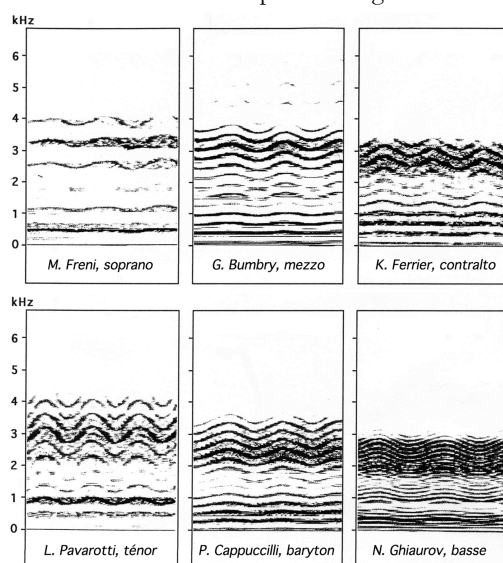 kHz
6
5
4
3
2
1
0
M. Freni, soprano
G. Bumbry, mezzo
K. Ferrier, contralto
kHz
6
5
4
3
2
1
0
L. Pavarotti, ténor
P. Cappuccilli, baryton
N. Ghiaurov, basse